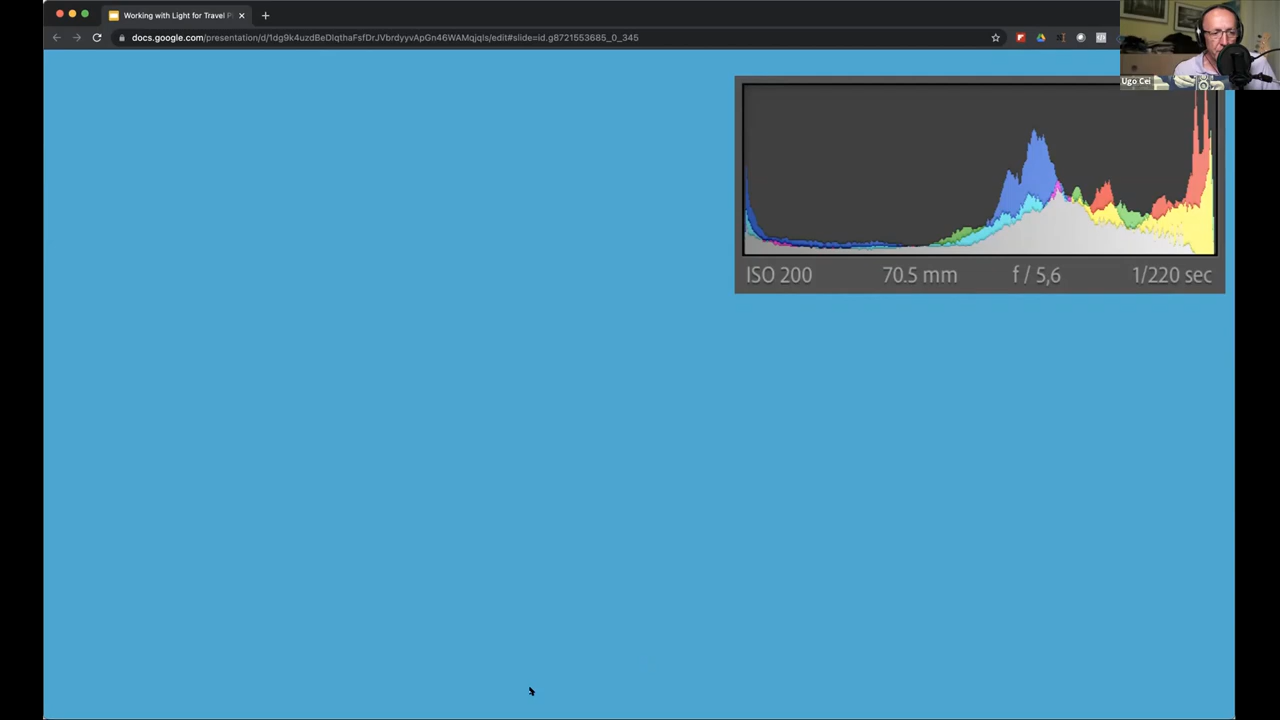 Working with Light for Travel P
docs.google.com/presentation/d/1dg9k4uzdBeDlqthaFsfDrJVbrdyyvApGn46WAMqjqIs/edit#slide=id.g8721553685_0_345
Ugo Cei
ISO 200 70.5 mm f / 5,6 1/220 sec